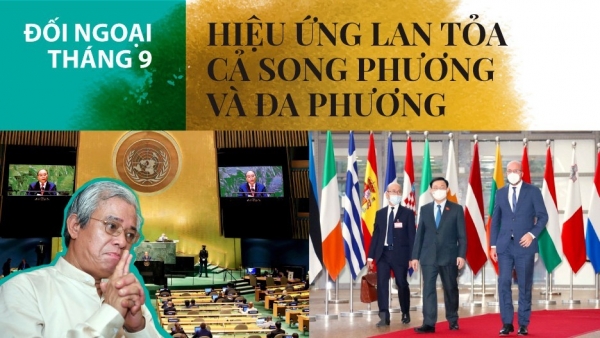 ĐỐI NGOẠI
THÁNG 9
HIỆU ỨNG LAN TỎA
CẢ SONG PHƯƠNG
VÀ ĐA PHƯƠNG